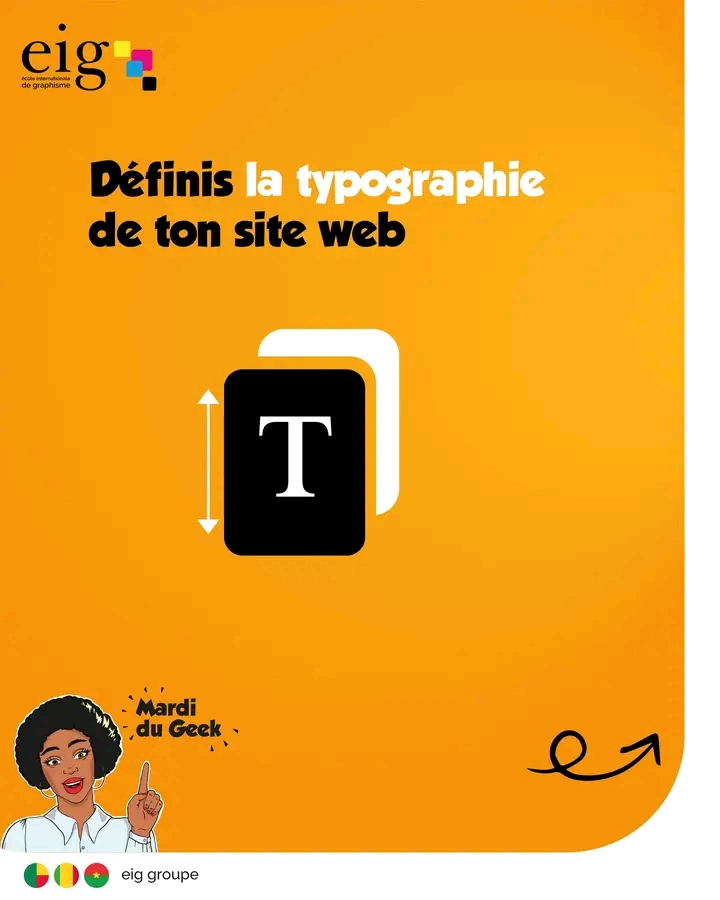 eig
école internationale
de graphisme
Définis la typographie
de ton site web
T
Mardi
du Geek
eig groupe